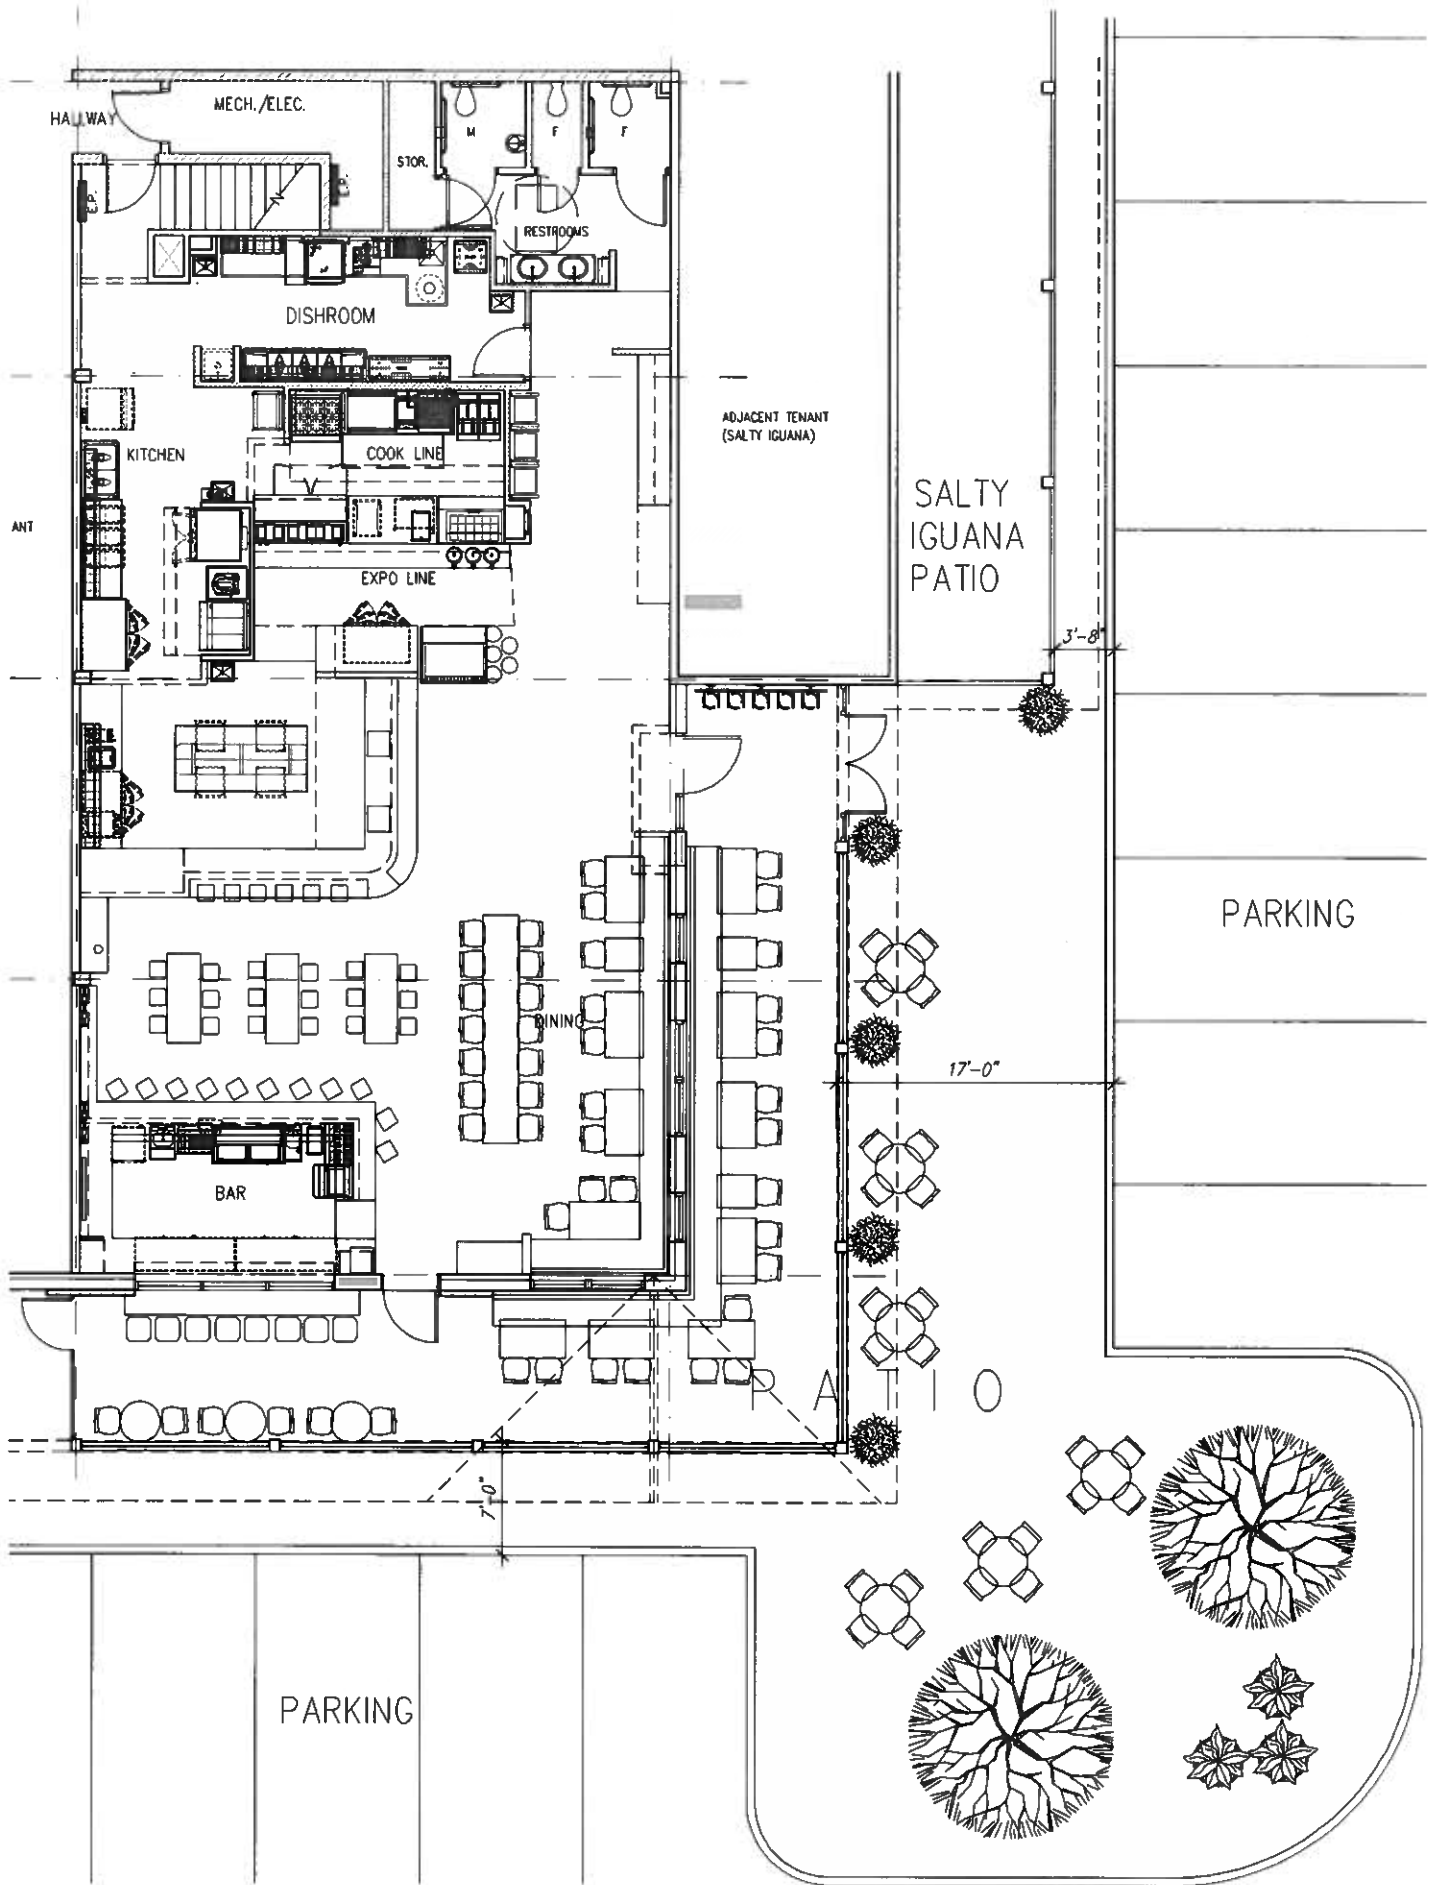 MECH./ELEC.
HALLWAY
M
F
F
STOR.
E.P.
E.P.
RESTROOMS
DISHROOM
ADJACENT TENANT
(SALTY IGUANA)
KITCHEN
COOK LINE
SALTY
IGUANA
PATIO
ANT
EXPO LINE
3'-8"
PARKING
DINING
17'-0"
BAR
PATIO
7'-0"
PARKING